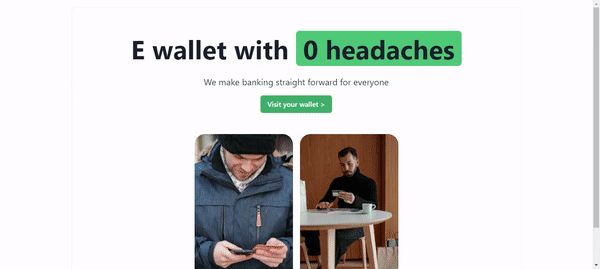 E wallet with 0 headaches
We make banking straight forward for everyone
Visit your wallet >